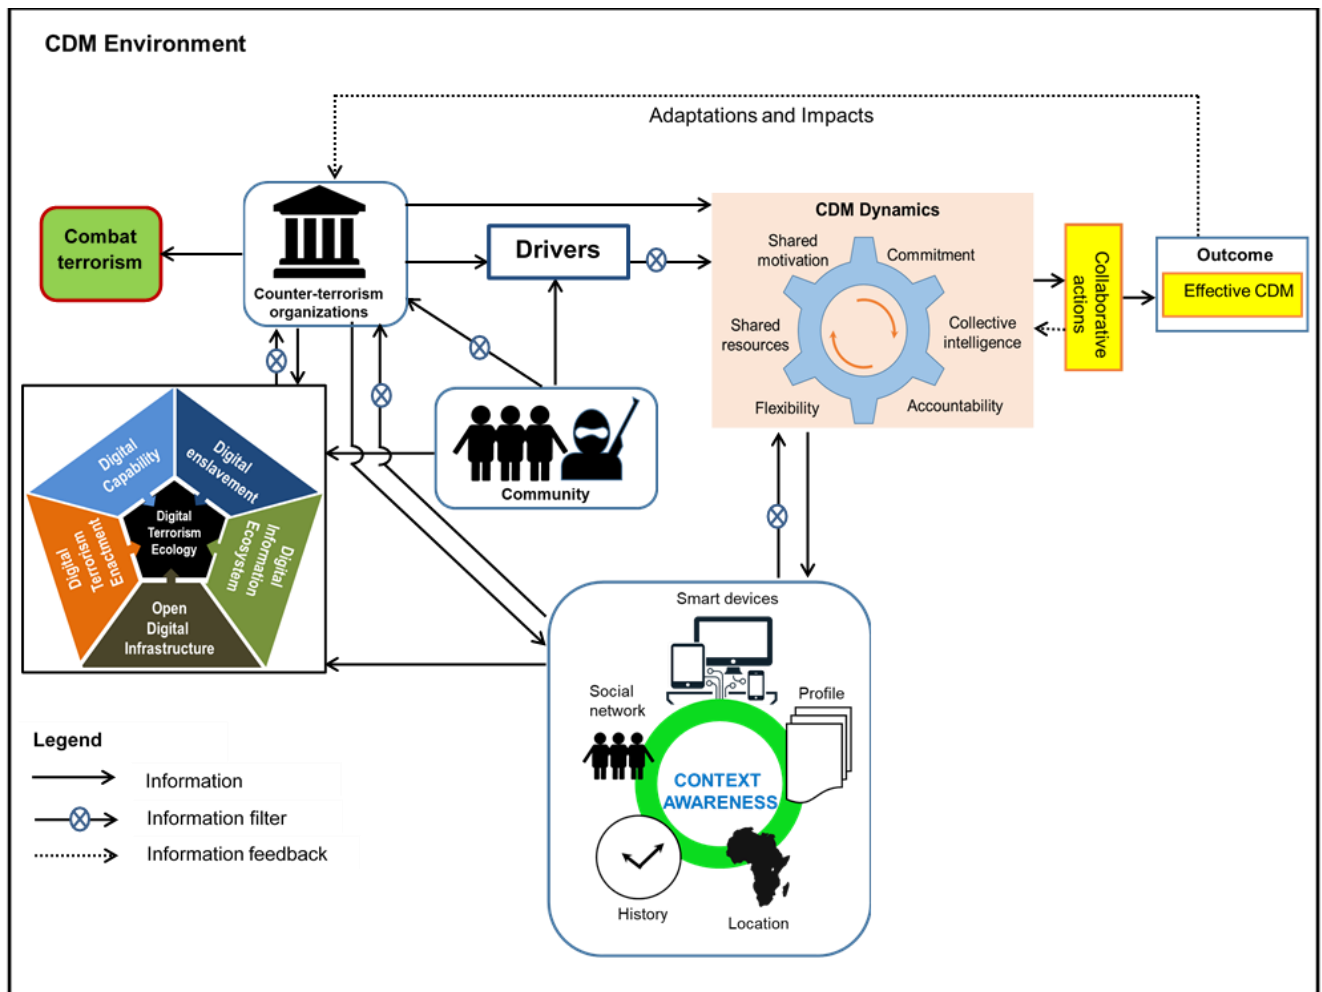 CDM Environment
Adaptations and Impacts
Combat
terrorism
Counter-terrorism
organizations
Drivers
CDM Dynamics
Shared
motivation
Commitment
Shared
resources
Collective
intelligence
Flexibility
Accountability
Collaborative
actions
Outcome
Effective CDM
Community
Digital
Capability
Digital
enslavement
Digital
Terrorism
Enactment
Digital
Terrorism
Ecology
Digital
Information
Ecosystem
Open
Digital
Infrastructure
Smart devices
Social
network
Profile
CONTEXT
AWARENESS
History
Location
Legend
Information
Information filter
Information feedback